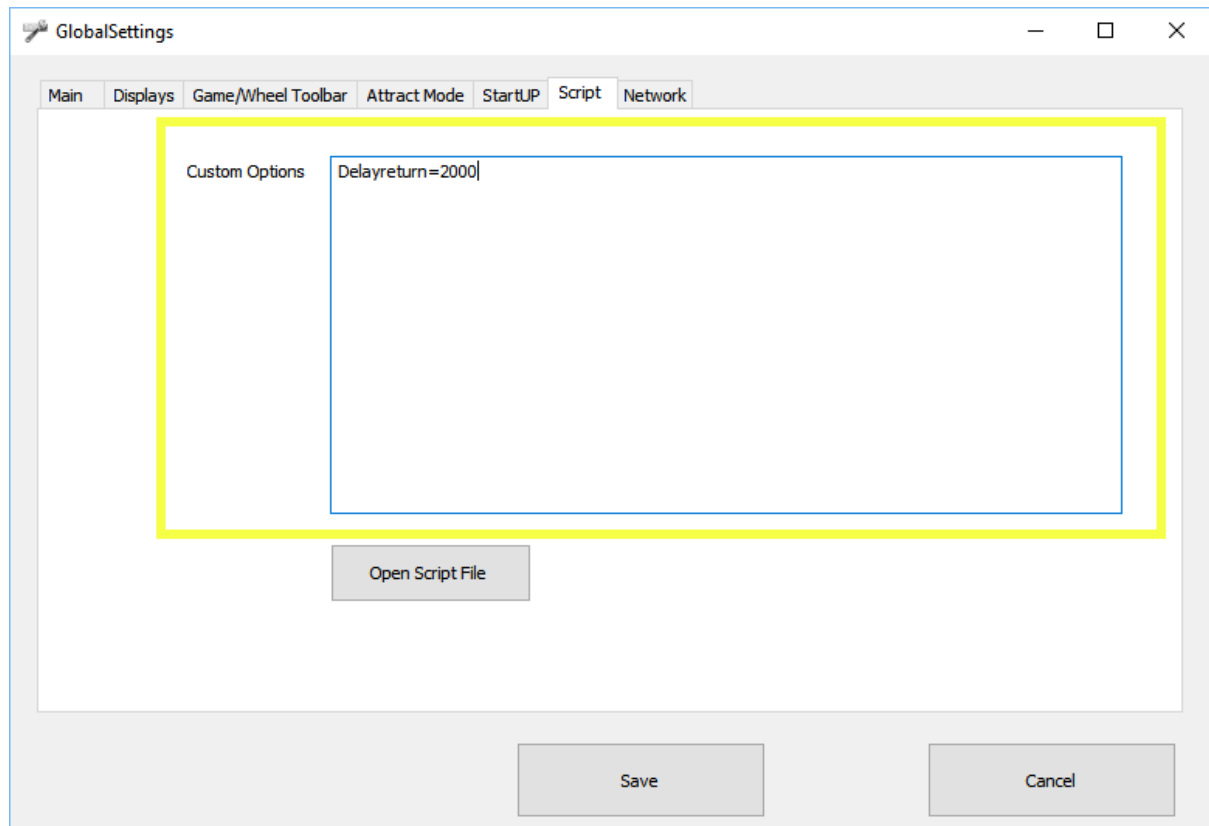 GlobalSettings
Main Displays Game/Wheel Toolbar Attract Mode StartUP Script Network
Custom Options Delayreturn=2000
Open Script File
Save Cancel